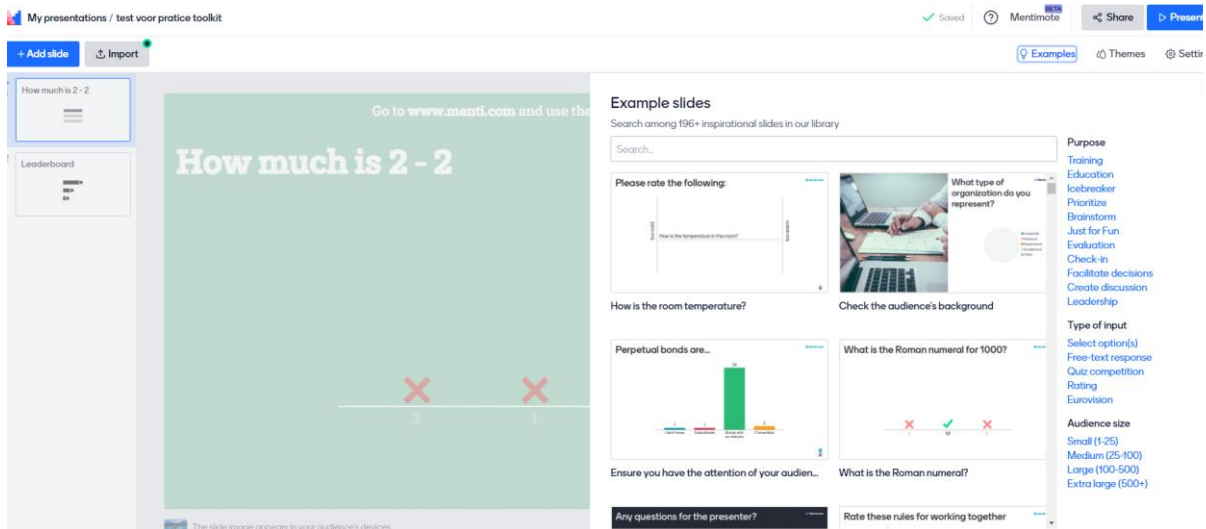 My presentations / test voor pratice toolkit
Saved
Mentimote
BETA
Share
Present
+ Add slide
Import
Examples
Themes
Settin
How much is 2 - 2
Leaderboard
Go to www.menti.com and use the
How much is 2 - 2
2
1
The slide image appears in your audience's devices
Example slides
Search among 196+ inspirational slides in our library
Search...
Please rate the following:
How is the temperature in this room?
Too cold
Too warm
How is the room temperature?
What type of
organization do you
represent?
Check the audience's background
Perpetual bonds are...
Ensure you have the attention of your audien...
What is the Roman numeral for 1000?
M
What is the Roman numeral?
Any questions for the presenter?
Rate these rules for working together
Purpose
Training
Education
Icebreaker
Prioritize
Brainstorm
Just for Fun
Evaluation
Check-in
Facilitate decisions
Create discussion
Leadership
Type of input
Select option(s)
Free-text response
Quiz competition
Rating
Eurovision
Audience size
Small (1-25)
Medium (25-100)
Large (100-500)
Extra large (500+)